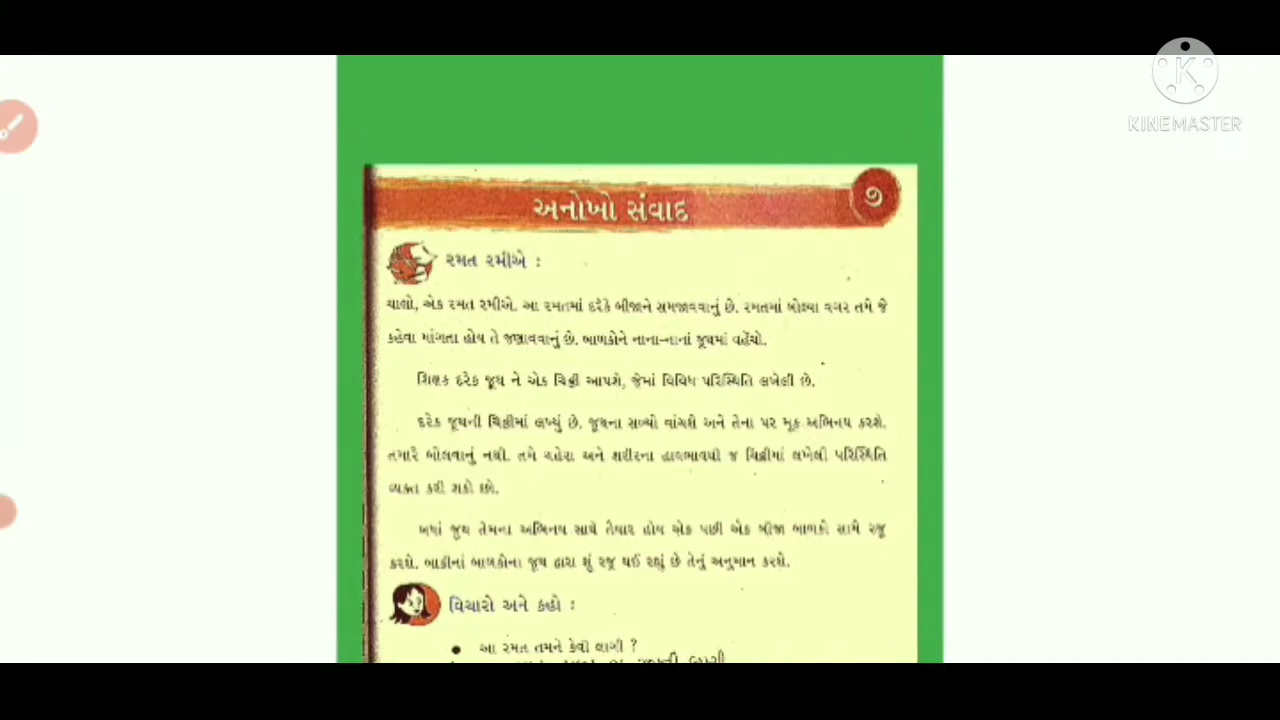 KINEMASTER
અનોખો સંવાદ
૭
રમત રમીએ :
ચાલો, એક રમત રમીએ. આ રમતમાં દરેકે બીજાને સમજાવવાનું છે. રમતમાં બોલ્યા વગર તમે જે
કહેવા માંગતા હોય તે જણાવવાનું છે. બાળકોને નાના-નાનાં જૂથમાં વહેંચો.
શિક્ષક દરેક જૂથ ને એક ચિઠ્ઠી આપશે, જેમાં વિવિધ પરિસ્થિતિ લખેલી છે.
દરેક જૂથની ચિઠ્ઠીમાં લખ્યું છે. જૂથના સભ્યો વાંચશે અને તેના પર મૂક અભિનય કરશે.
તમારે બોલવાનું નથી. તમે ચહેરા અને શરીરના હાવભાવથી જ ચિઠ્ઠીમાં લખેલી પરિસ્થિતિ
વ્યક્ત કરી શકો છો.
બધાં જૂથ તેમના અભિનય સાથે તૈયાર હોય એક પછી એક બીજા બાળકો સામે રજૂ
કરશે. બાકીનાં બાળકોના જૂથ દ્વારા શું રજૂ થઈ રહ્યું છે તેનું અનુમાન કરશે.
વિચારો અને કહો :
● આ રમત તમને કેવી લાગી ?